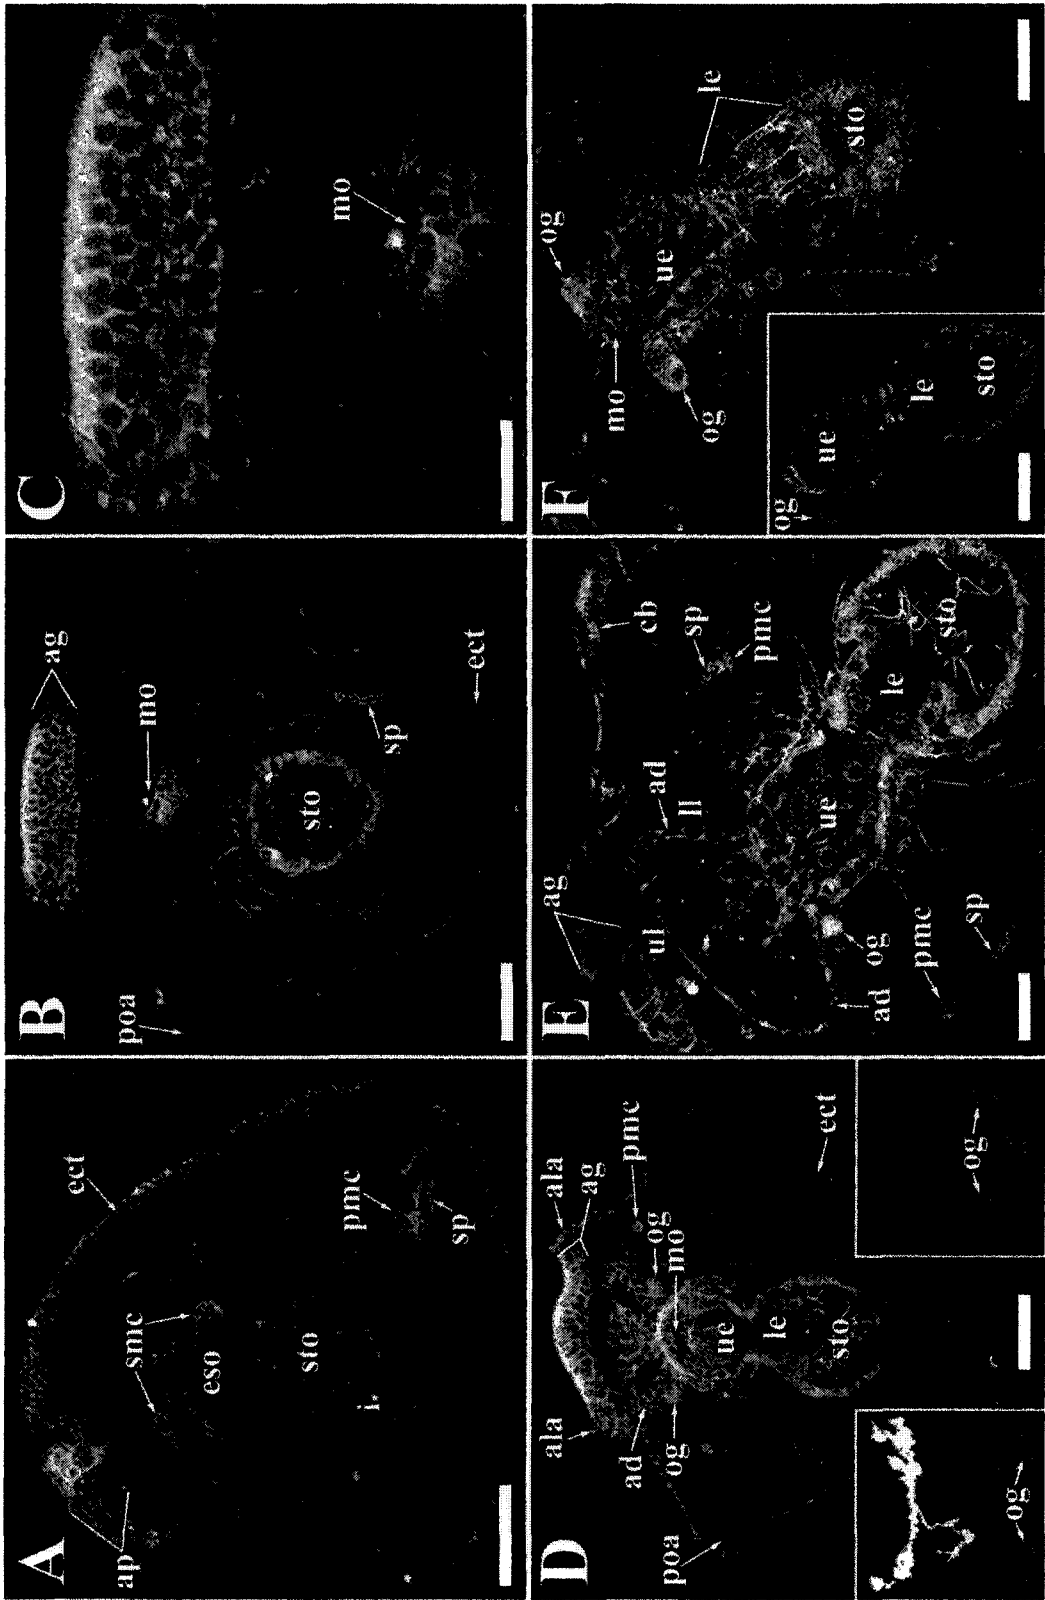 A
ap
ect
smc
eso
sto
i
pmc
sp
B
ag
mo
poa
sto
sp
ect
C
mo
D
ala
ala
ag
pmc
og
mo
ad
og
ue
le
sto
poa
ect
og
og
E
ag
ul
ad
ll
cb
sp
pmc
ue
le
sto
og
ad
pmc
sp
F
og
le
ue
mo
sto
og
og
ue
le
sto